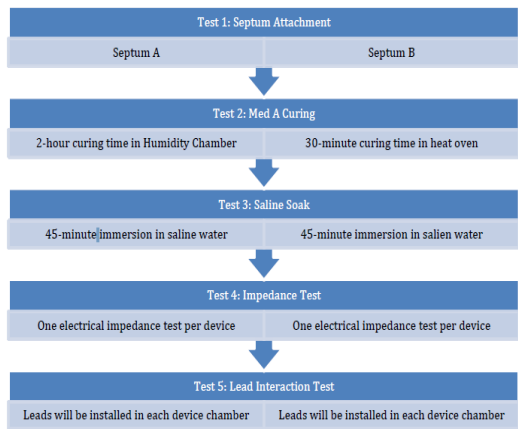 Test 1: Septum Attachment
Septum A
Septum B
Test 2: Med A Curing
2-hour curing time in Humidity Chamber
30-minute curing time in heat oven
Test 3: Saline Soak
45-minute immersion in saline water
45-minute immersion in salien water
Test 4: Impedance Test
One electrical impedance test per device
One electrical impedance test per device
Test 5: Lead Interaction Test
Leads will be installed in each device chamber
Leads will be installed in each device chamber